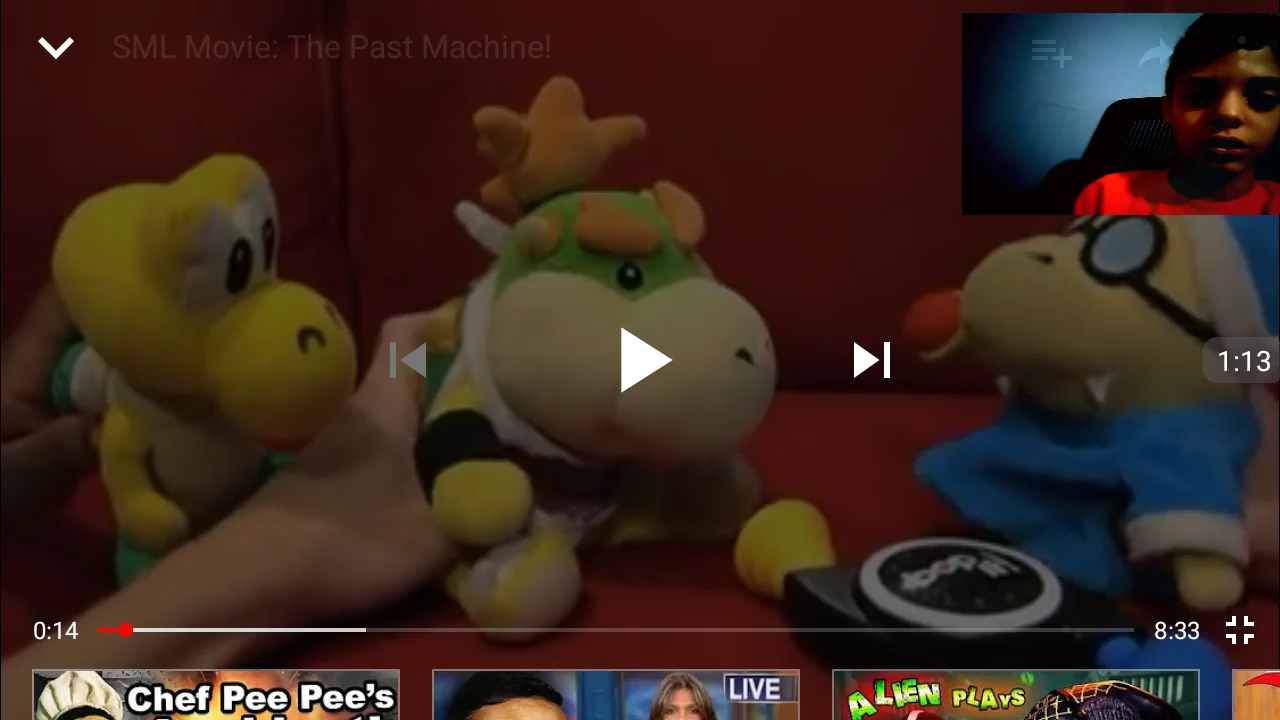 SML Movie: The Past Machine!
1:13
0:14
8:33
Chef Pee Pee's
LIVE
ALIEN PLAYS